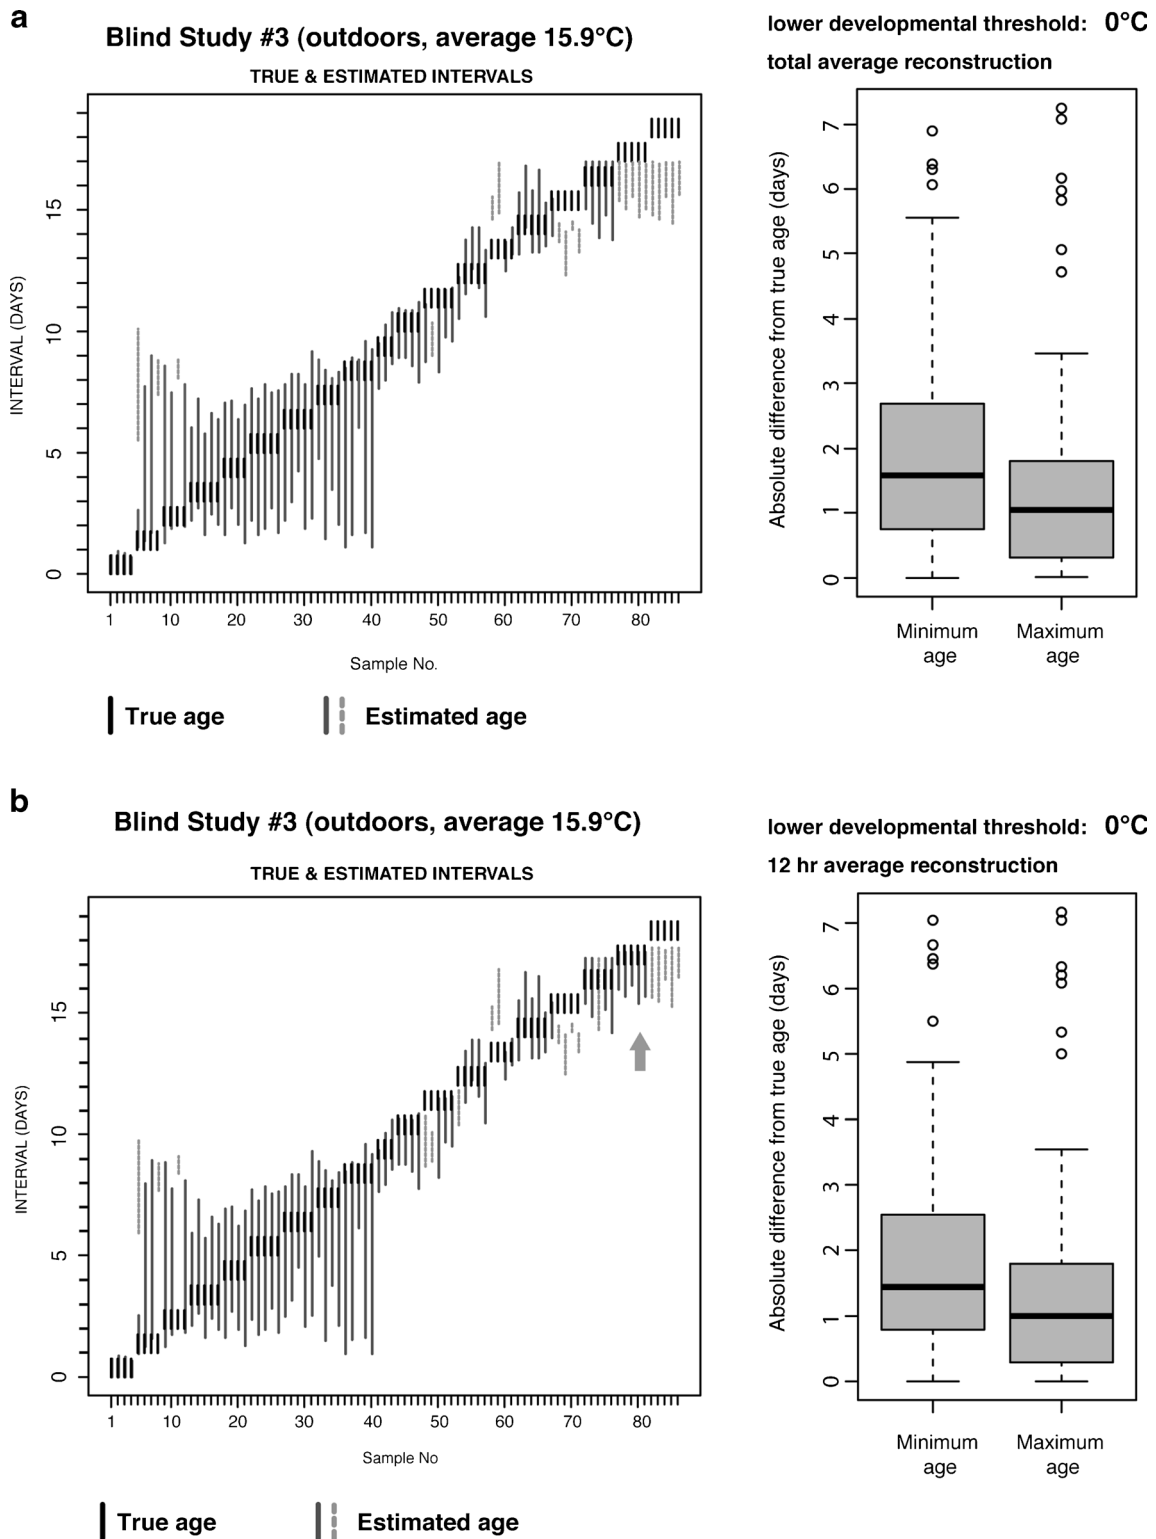 a
Blind Study #3 (outdoors, average 15.9°C)
TRUE & ESTIMATED INTERVALS
INTERVAL (DAYS)
0
5
10
15
1 10 20 30 40 50 60 70 80
Sample No.
True age
Estimated age
lower developmental threshold: 0°C
total average reconstruction
Absolute difference from true age (days)
0
1
2
3
4
5
6
7
Minimum age
Maximum age
b
Blind Study #3 (outdoors, average 15.9°C)
TRUE & ESTIMATED INTERVALS
INTERVAL (DAYS)
0
5
10
15
1 10 20 30 40 50 60 70 80
Sample No
True age
Estimated age
lower developmental threshold: 0°C
12 hr average reconstruction
Absolute difference from true age (days)
0
1
2
3
4
5
6
7
Minimum age
Maximum age